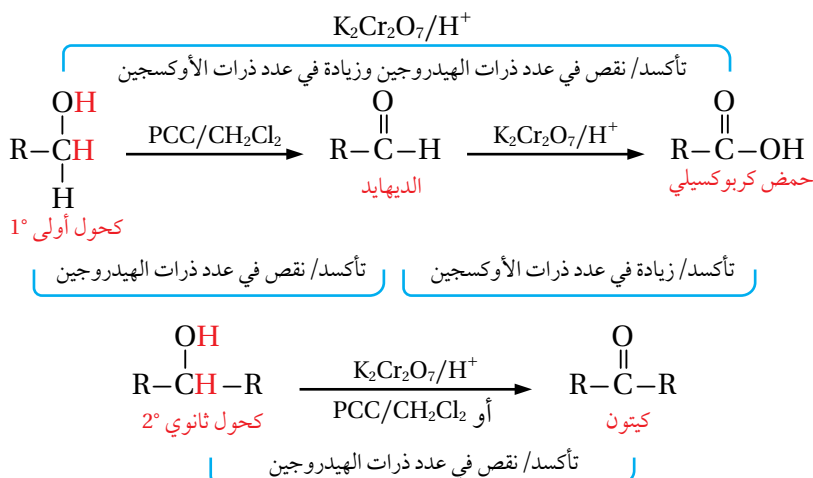 K₂Cr₂O₇/H⁺
تأكسد/ نقص في عدد ذرات الهيدروجين وزيادة في عدد ذرات الأوكسجين
OH O O
R–CH PCC/CH₂Cl₂ R–C–H K₂Cr₂O₇/H⁺ R–C–OH
H
كحول أولى 1° الديهايد حمض كربوكسيلي
تأكسد/ نقص في عدد ذرات الهيدروجين تأكسد/ زيادة في عدد ذرات الأوكسجين
OH O
R–CH–R K₂Cr₂O₇/H⁺ R–C–R
أو PCC/CH₂Cl₂
كحول ثانوي 2° كيتون
تأكسد/ نقص في عدد ذرات الهيدروجين